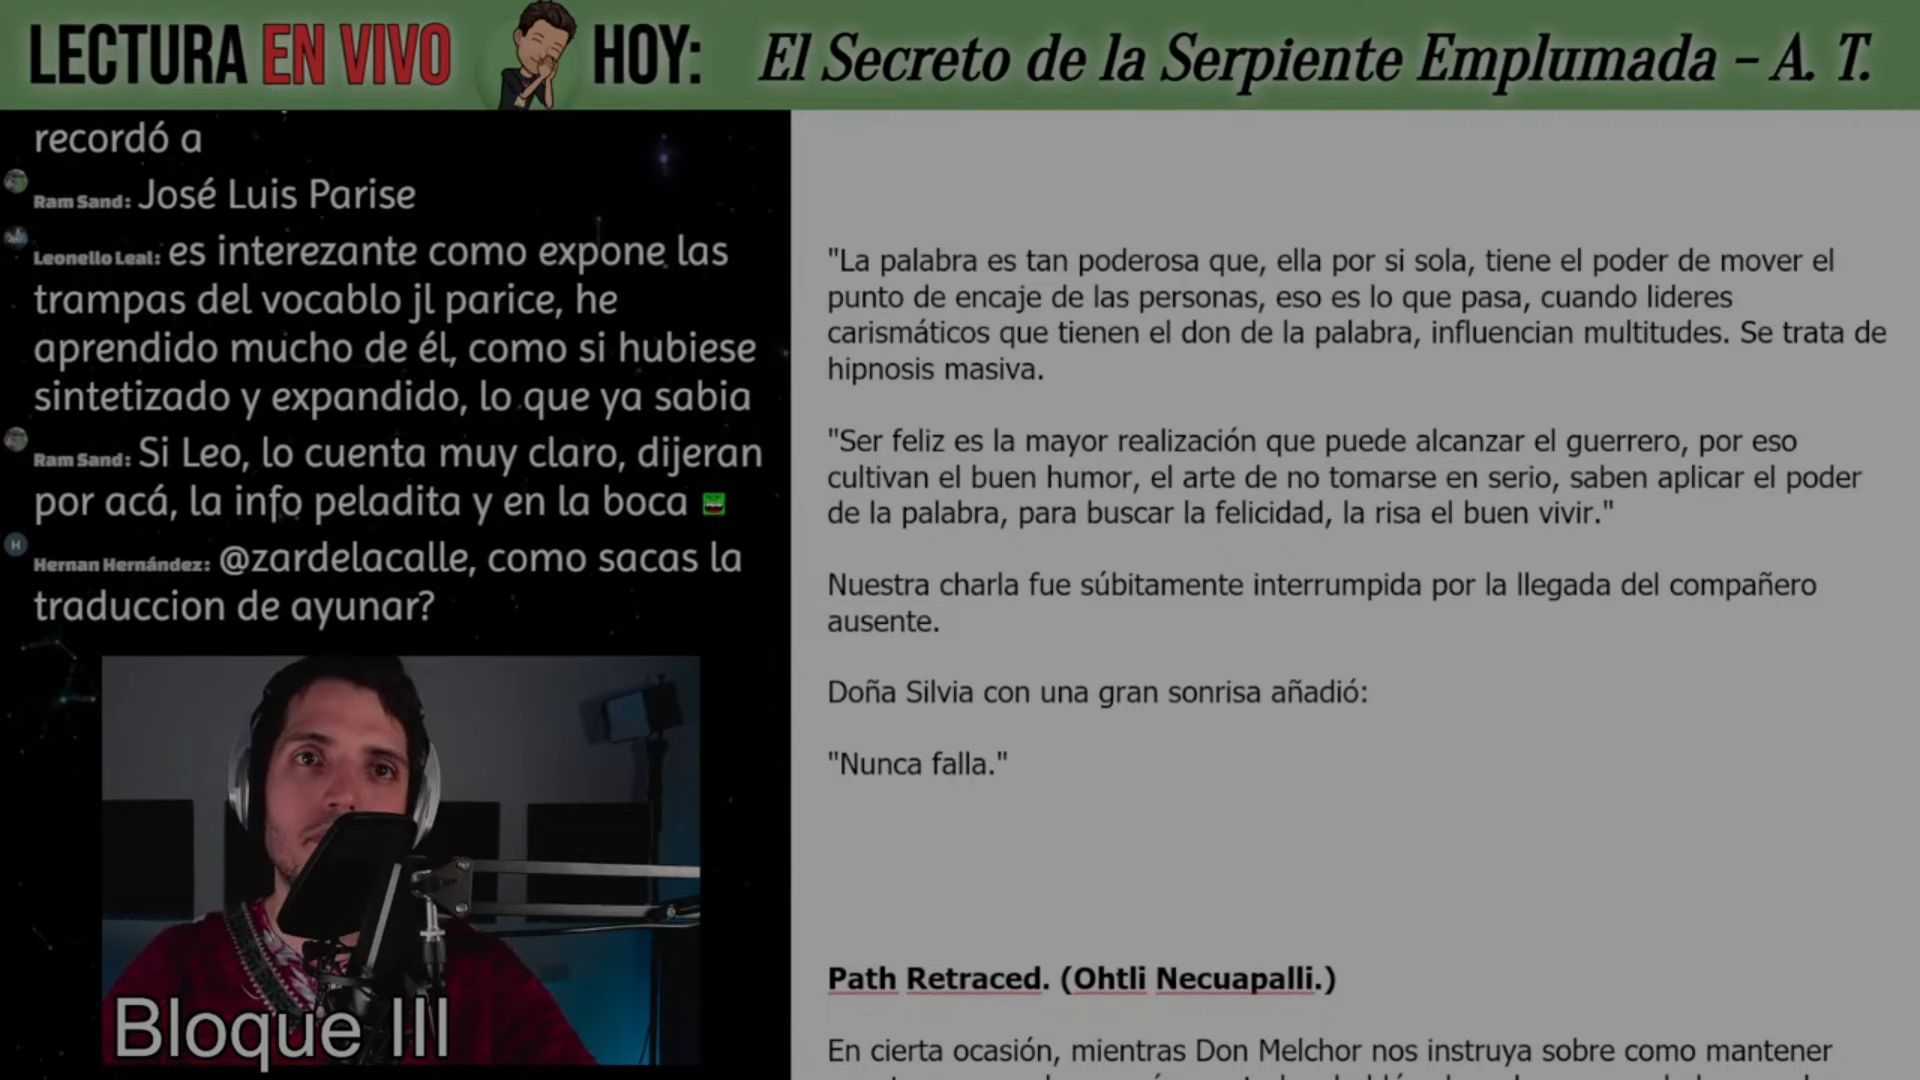 LECTURA EN VIVO HOY: El Secreto de la Serpiente Emplumada - A. T.
recordó a
Ram Sand: José Luis Parise
Leonello Leal: es interezante como expone las
trampas del vocablo jl parice, he
aprendido mucho de él, como si hubiese
sintetizado y expandido, lo que ya sabia
Ram Sand: Si Leo, lo cuenta muy claro, dijeran
por acá, la info peladita y en la boca
H
Hernan Hernández: @zardelacalle, como sacas la
traduccion de ayunar?
Bloque III
"La palabra es tan poderosa que, ella por si sola, tiene el poder de mover el
punto de encaje de las personas, eso es lo que pasa, cuando lideres
carismáticos que tienen el don de la palabra, influencian multitudes. Se trata de
hipnosis masiva.
"Ser feliz es la mayor realización que puede alcanzar el guerrero, por eso
cultivan el buen humor, el arte de no tomarse en serio, saben aplicar el poder
de la palabra, para buscar la felicidad, la risa el buen vivir."
Nuestra charla fue súbitamente interrumpida por la llegada del compañero
ausente.
Doña Silvia con una gran sonrisa añadió:
"Nunca falla."
Path Retraced. (Ohtli Necuapalli.)
En cierta ocasión, mientras Don Melchor nos instruya sobre como mantener